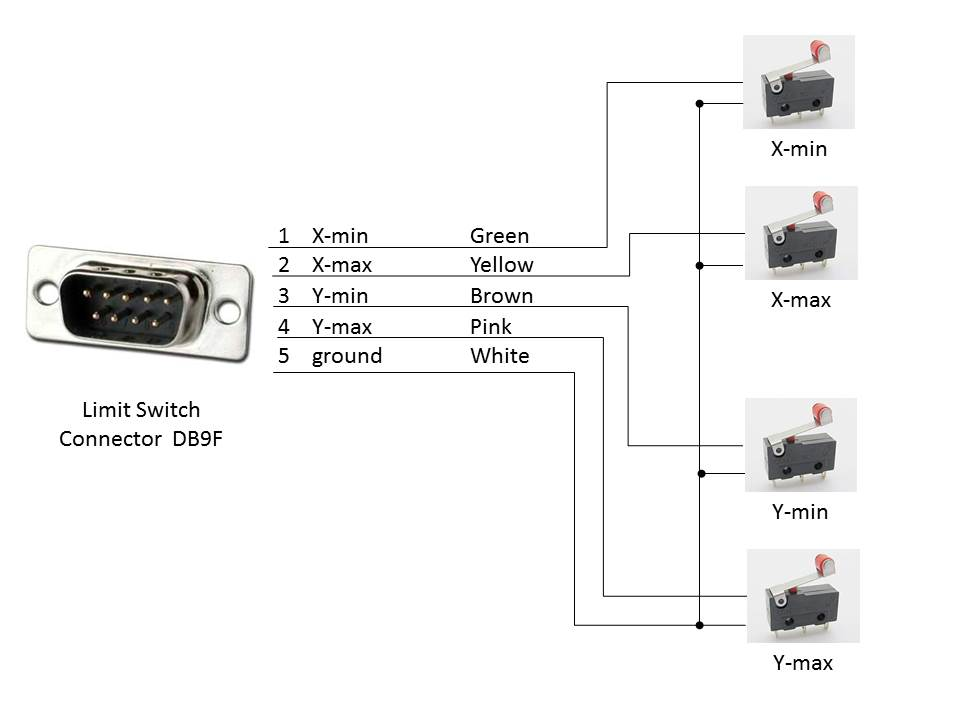 X-min
X-max
1 X-min Green
2 X-max Yellow
3 Y-min Brown
4 Y-max Pink
5 ground White
Limit Switch
Connector DB9F
Y-min
Y-max